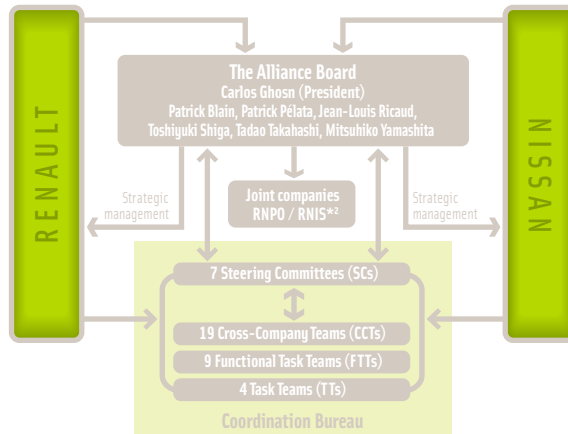 RENAULT
The Alliance Board
Carlos Ghosn (President)
Patrick Blain, Patrick Pélata, Jean-Louis Ricaud,
Toshiyuki Shiga, Tadao Takahashi, Mitsuhiko Yamashita
NISSAN
Strategic
management
Joint companies
RNPO / RNIS*2
Strategic
management
7 Steering Committees (SCs)
19 Cross-Company Teams (CCTs)
9 Functional Task Teams (FTTs)
4 Task Teams (TTs)
Coordination Bureau